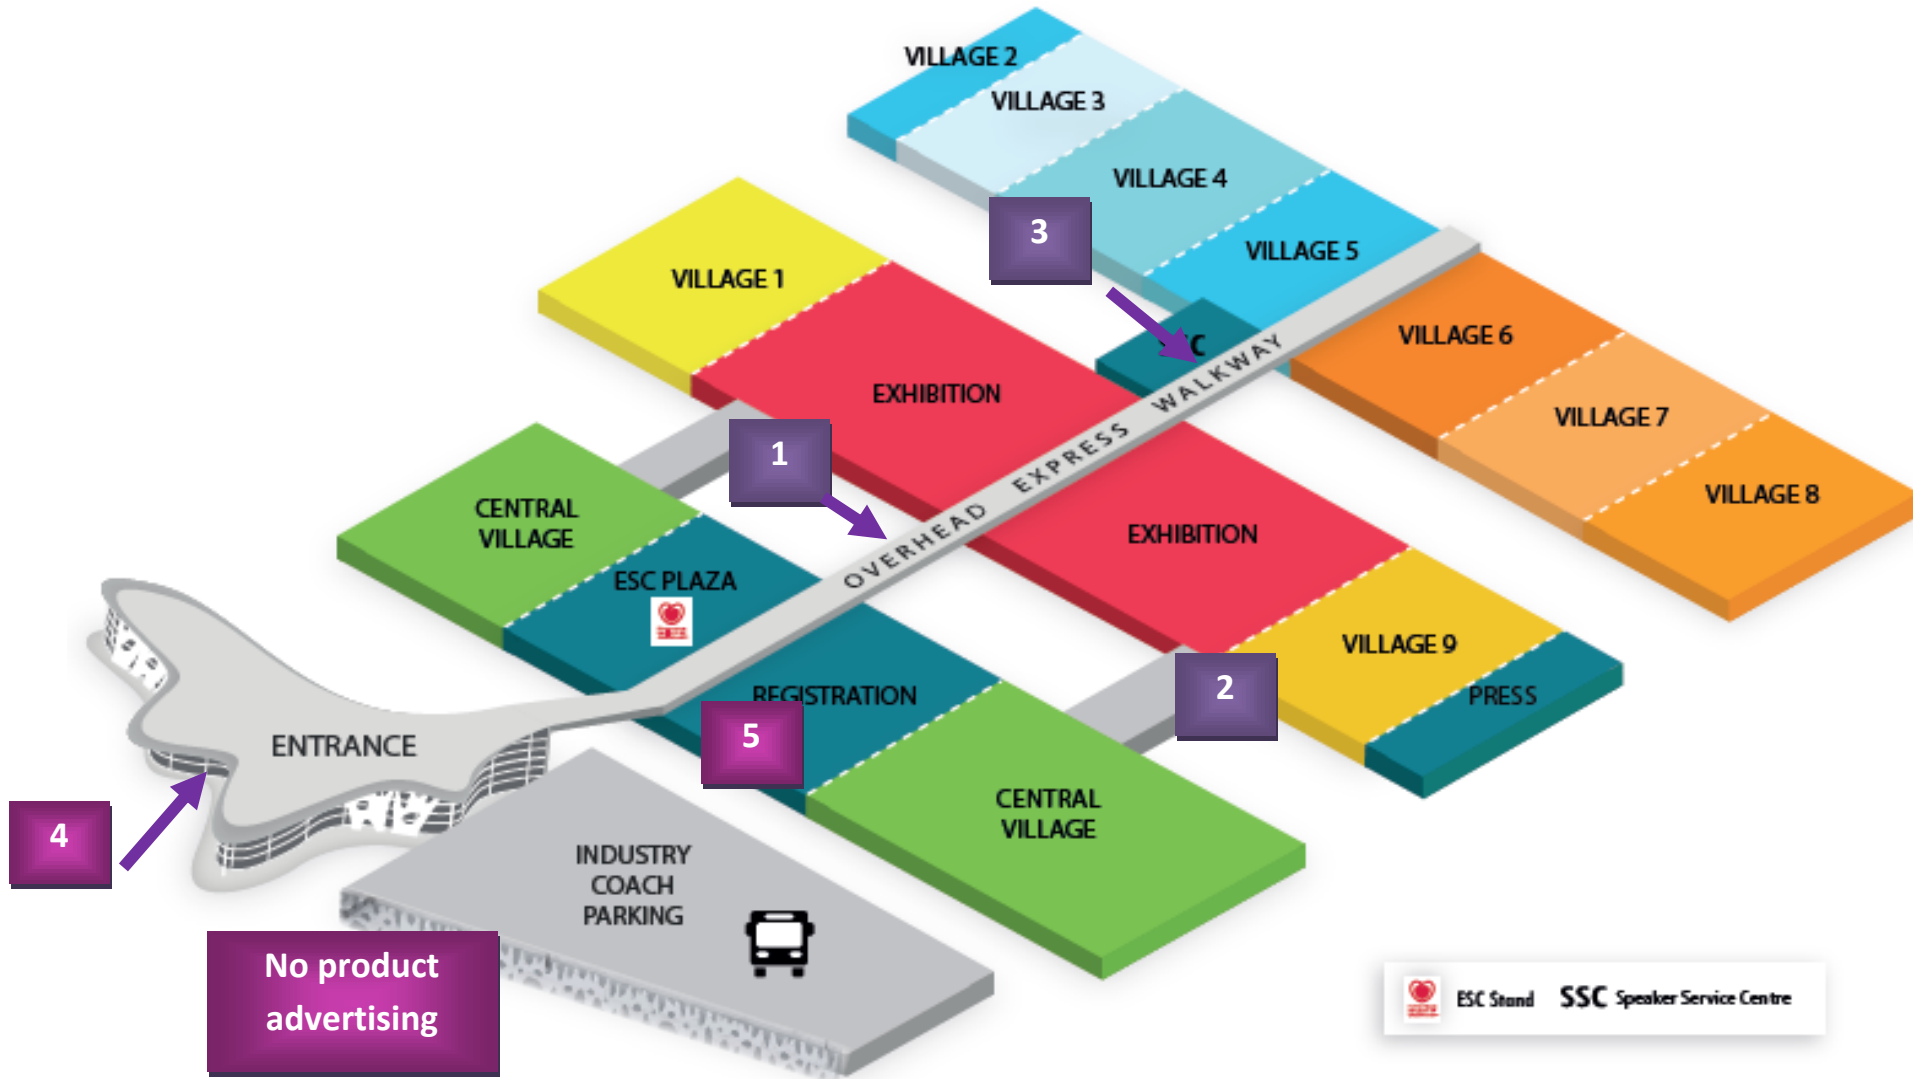 VILLAGE 2
VILLAGE 3
VILLAGE 4
3
VILLAGE 5
VILLAGE 1
VILLAGE 6
EXHIBITION
OVERHEAD EXPRESS WALKWAY
VILLAGE 7
1
VILLAGE 8
CENTRAL
VILLAGE
EXHIBITION
ESC PLAZA
VILLAGE 9
2
REGISTRATION
PRESS
5
ENTRANCE
CENTRAL
VILLAGE
4
INDUSTRY
COACH
PARKING
No product
advertising
ESC Stand
SSC Speaker Service Centre